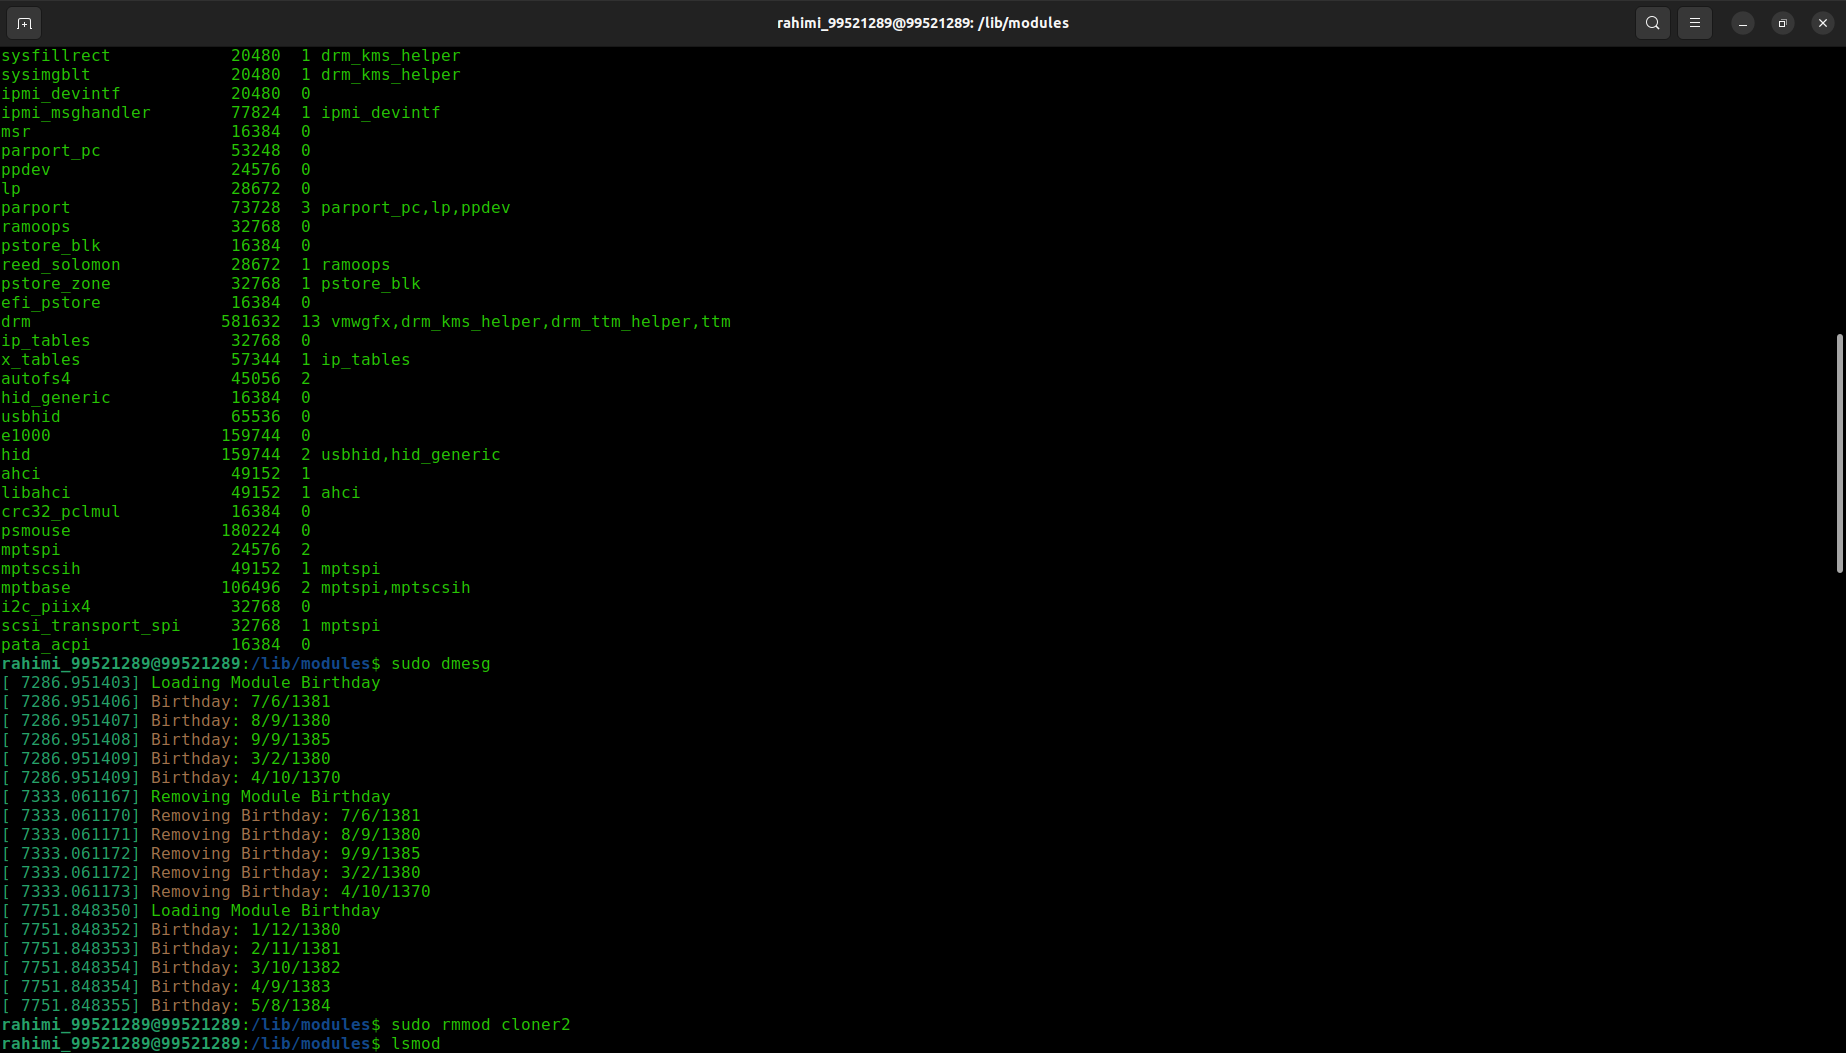 rahimi_99521289@99521289: /lib/modules
sysfillrect            20480  1 drm_kms_helper
sysimgblt              20480  1 drm_kms_helper
ipmi_devintf           20480  0
ipmi_msghandler        77824  1 ipmi_devintf
msr                    16384  0
parport_pc             53248  0
ppdev                  24576  0
lp                     28672  0
parport                73728  3 parport_pc,lp,ppdev
ramoops                32768  0
pstore_blk             16384  0
reed_solomon           28672  1 ramoops
pstore_zone            32768  1 pstore_blk
efi_pstore             16384  0
drm                   581632  13 vmwgfx,drm_kms_helper,drm_ttm_helper,ttm
ip_tables              32768  0
x_tables               57344  1 ip_tables
autofs4                45056  2
hid_generic            16384  0
usbhid                 65536  0
e1000                 159744  0
hid                   159744  2 usbhid,hid_generic
ahci                   49152  1
libahci                49152  1 ahci
crc32_pclmul           16384  0
psmouse               180224  0
mptspi                 24576  2
mptscsih               49152  1 mptspi
mptbase               106496  2 mptspi,mptscsih
i2c_piix4              32768  0
scsi_transport_spi     32768  1 mptspi
pata_acpi              16384  0
rahimi_99521289@99521289:/lib/modules$ sudo dmesg
[ 7286.951403] Loading Module Birthday
[ 7286.951406] Birthday: 7/6/1381
[ 7286.951407] Birthday: 8/9/1380
[ 7286.951408] Birthday: 9/9/1385
[ 7286.951409] Birthday: 3/2/1380
[ 7286.951409] Birthday: 4/10/1370
[ 7333.061167] Removing Module Birthday
[ 7333.061170] Removing Birthday: 7/6/1381
[ 7333.061171] Removing Birthday: 8/9/1380
[ 7333.061172] Removing Birthday: 9/9/1385
[ 7333.061172] Removing Birthday: 3/2/1380
[ 7333.061173] Removing Birthday: 4/10/1370
[ 7751.848350] Loading Module Birthday
[ 7751.848352] Birthday: 1/12/1380
[ 7751.848353] Birthday: 2/11/1381
[ 7751.848354] Birthday: 3/10/1382
[ 7751.848354] Birthday: 4/9/1383
[ 7751.848355] Birthday: 5/8/1384
rahimi_99521289@99521289:/lib/modules$ sudo rmmod cloner2
rahimi_99521289@99521289:/lib/modules$ lsmod